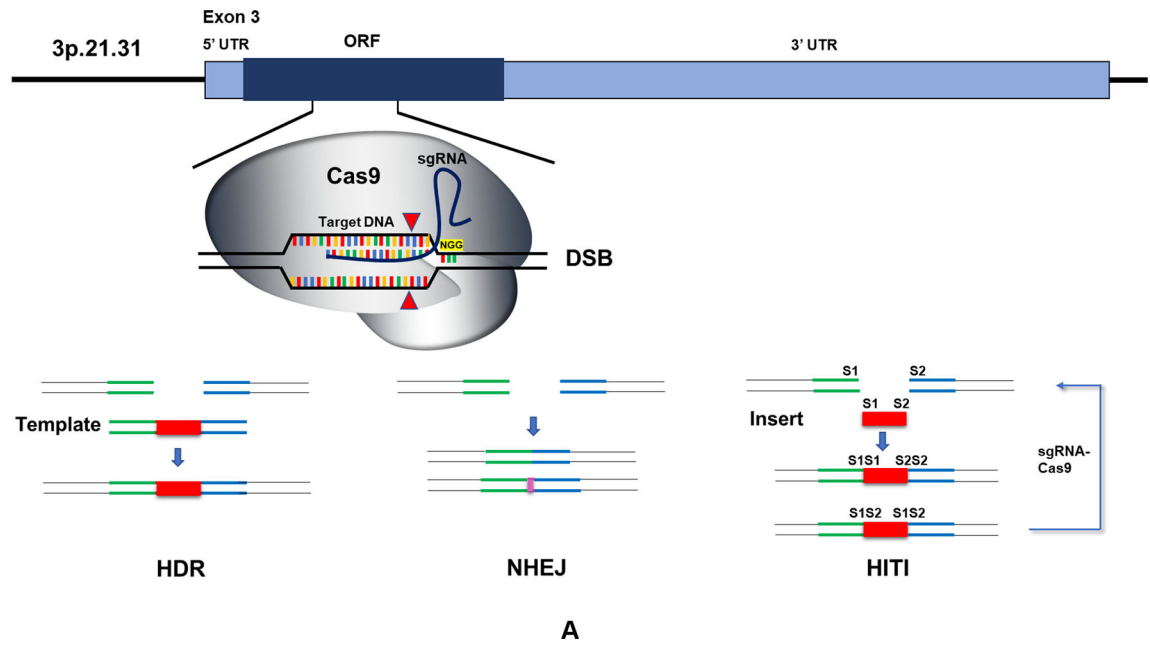 Exon 3
3p.21.31
5’ UTR
ORF
3’ UTR
sgRNA
Cas9
Target DNA
NGG
DSB
S1 S2
S1 S2
Template
Insert
S1S1 S2S2
sgRNA-
Cas9
S1S2 S1S2
HDR
NHEJ
HITI
A